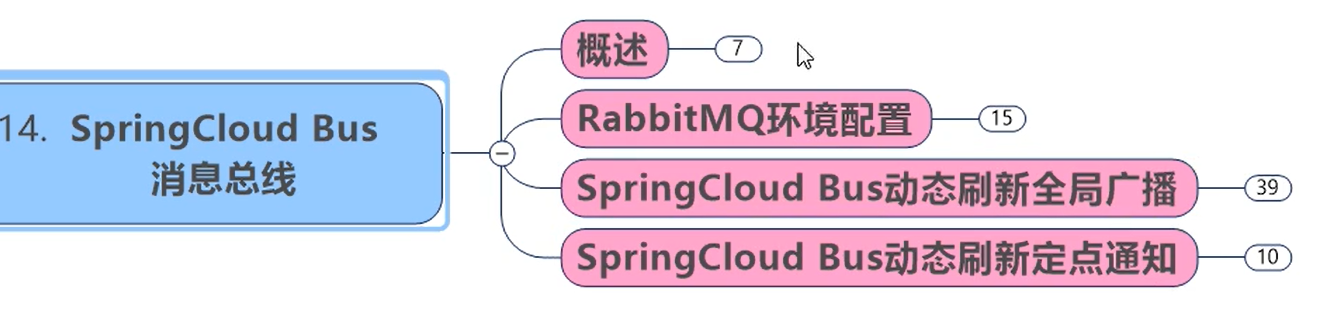 14. SpringCloud Bus
消息总线
概述
7
RabbitMQ环境配置
15
SpringCloud Bus动态刷新全局广播
39
SpringCloud Bus动态刷新定点通知
10